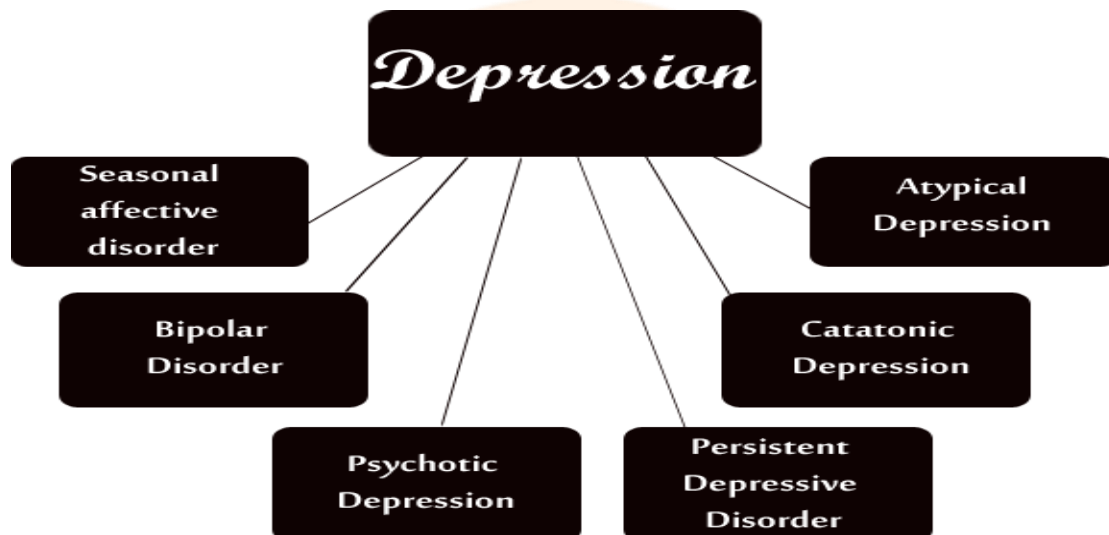 Depression
Seasonal
affective
disorder
Atypical
Depression
Bipolar
Disorder
Catatonic
Depression
Psychotic
Depression
Persistent
Depressive
Disorder